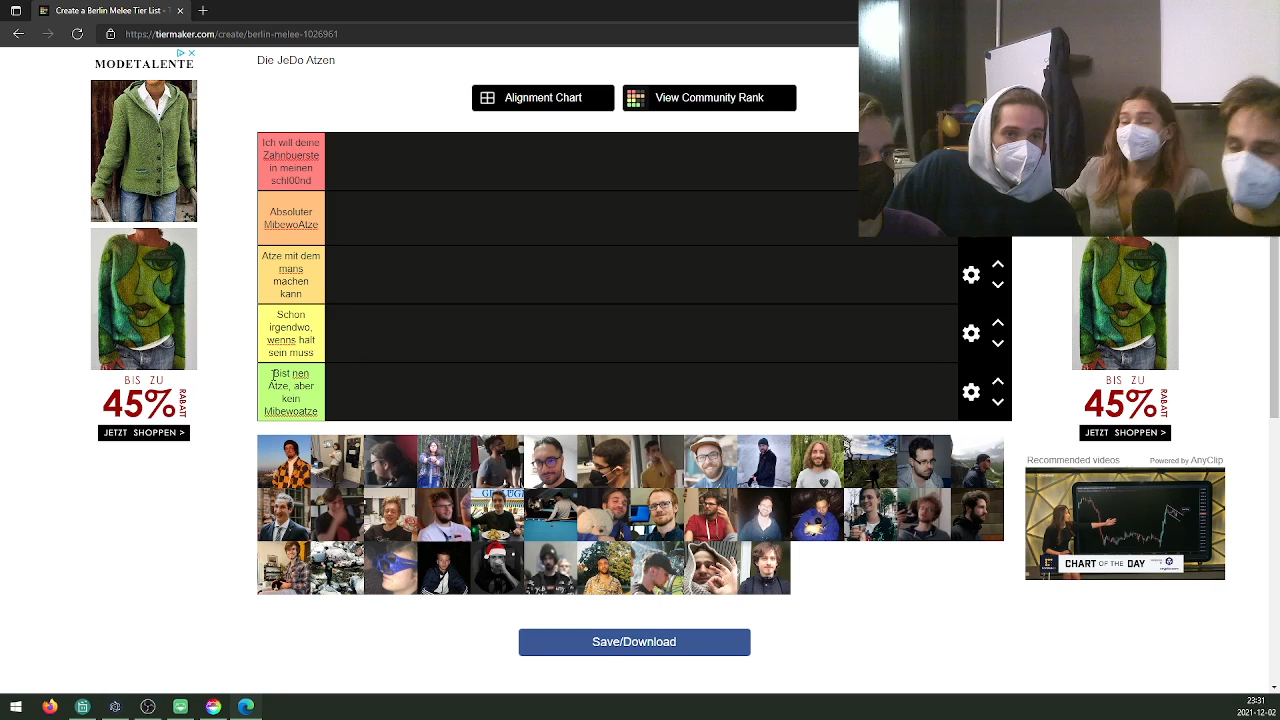 Create a Berlin Melee Tier List - T
https://tiermaker.com/create/berlin-melee-1026961
MODETALENTE
Die JeDo Atzen
Alignment Chart
View Community Rank
Ich will deine
Zahnbuerste
in meinen
schl00nd
Absoluter
MibewoAtze
Atze mit dem
mans
machen
kann
Schon
irgendwo,
wenns halt
sein muss
Bist nen
Atze, aber
kein
Mibewoatze
BIS ZU
45%
RABATT
JETZT SHOPPEN >
BIS ZU
45%
RABATT
JETZT SHOPPEN >
Recommended videos
Powered by AnyClip
CHART OF THE DAY
Save/Download
23:31
2021-12-02